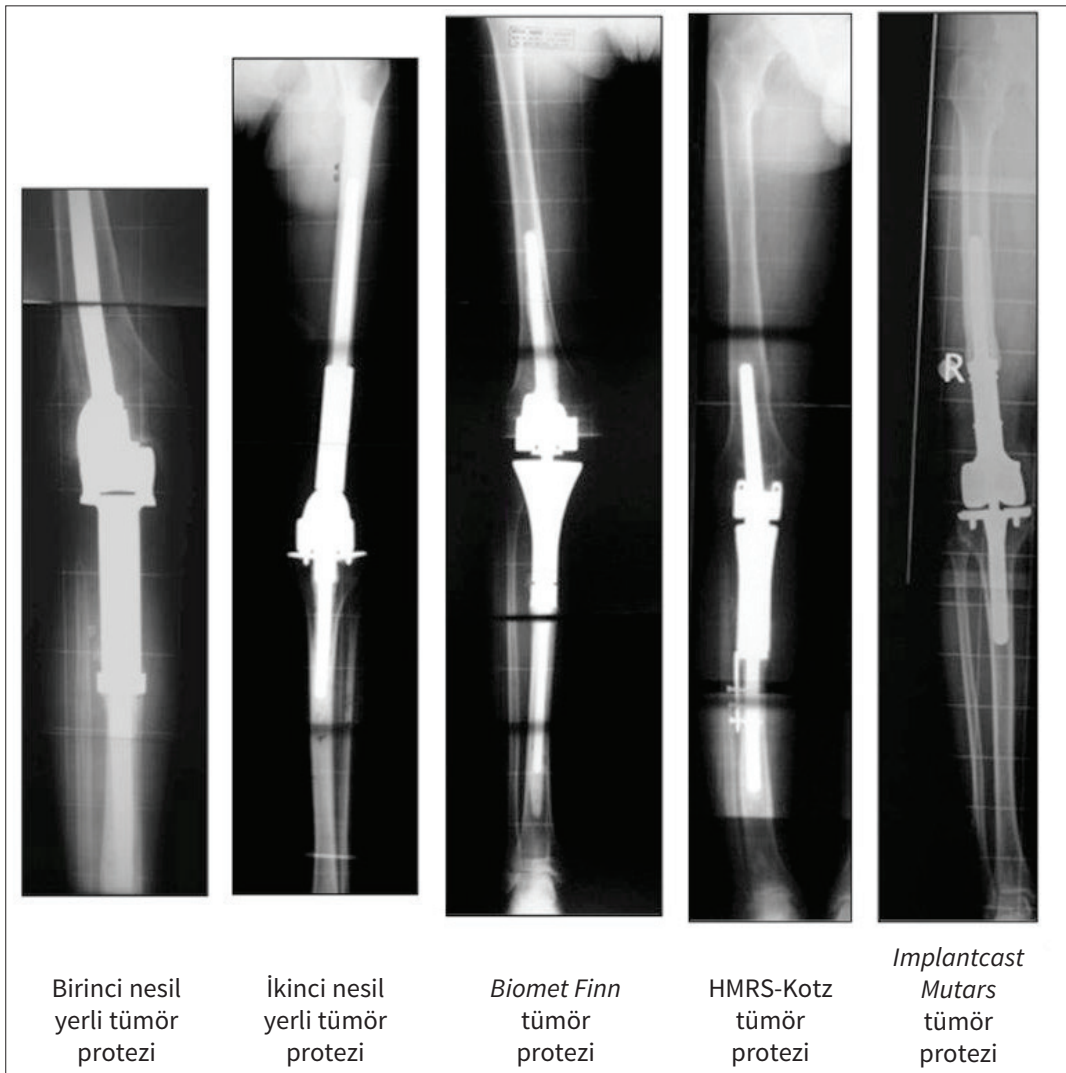 R
Birinci nesil
yerli tümör
protezi
İkinci nesil
yerli tümör
protezi
Biomet Finn
tümör
protezi
HMRS-Kotz
tümör
protezi
Implantcast
Mutars
tümör
protezi